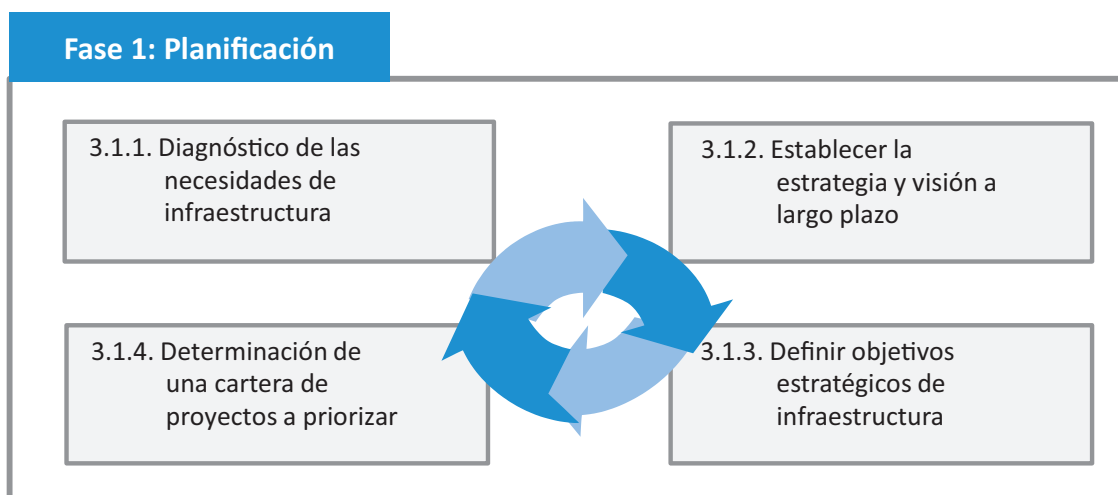 Fase 1: Planificación
3.1.1. Diagnóstico de las
necesidades de
infraestructura
3.1.2. Establecer la
estrategia y visión a
largo plazo
3.1.4. Determinación de
una cartera de
proyectos a priorizar
3.1.3. Definir objetivos
estratégicos de
infraestructura